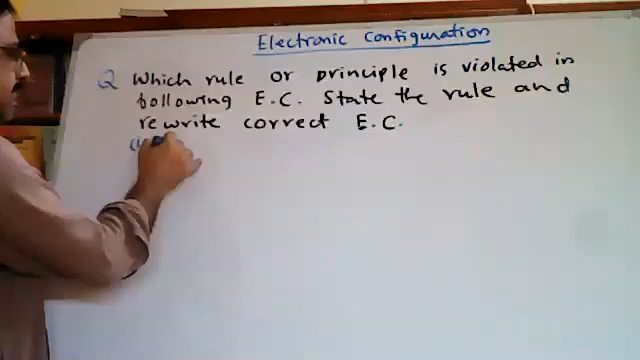 Electronic Configuration
Q Which rule or principle is violated in
following E.C. State the rule and
rewrite correct E.C.